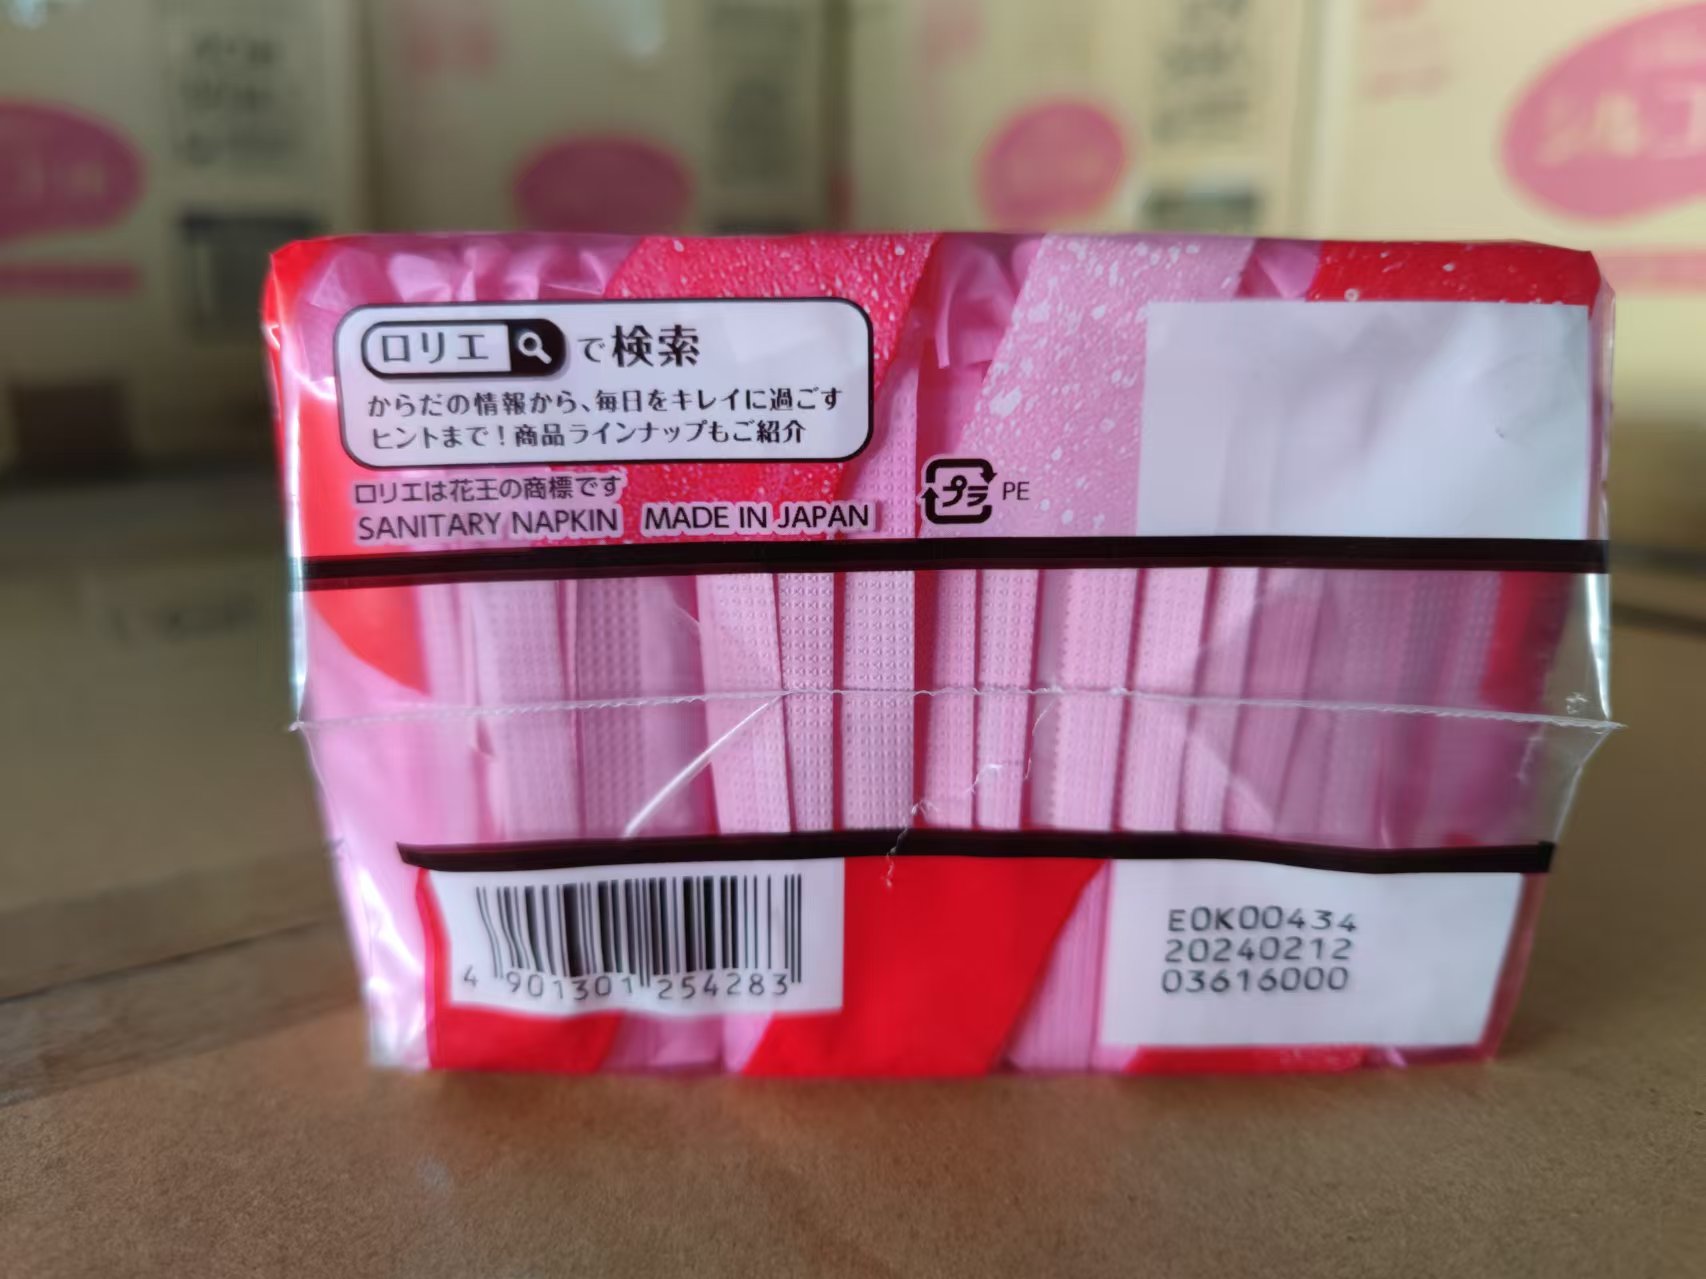 ロリエ で検索
からだの情報から、毎日をキレイに過ごす
ヒントまで！商品ラインナップもご紹介
ロリエは花王の商標です
SANITARY NAPKIN MADE IN JAPAN
プラ PE
4 901301 254283
E0K00434
20240212
03616000